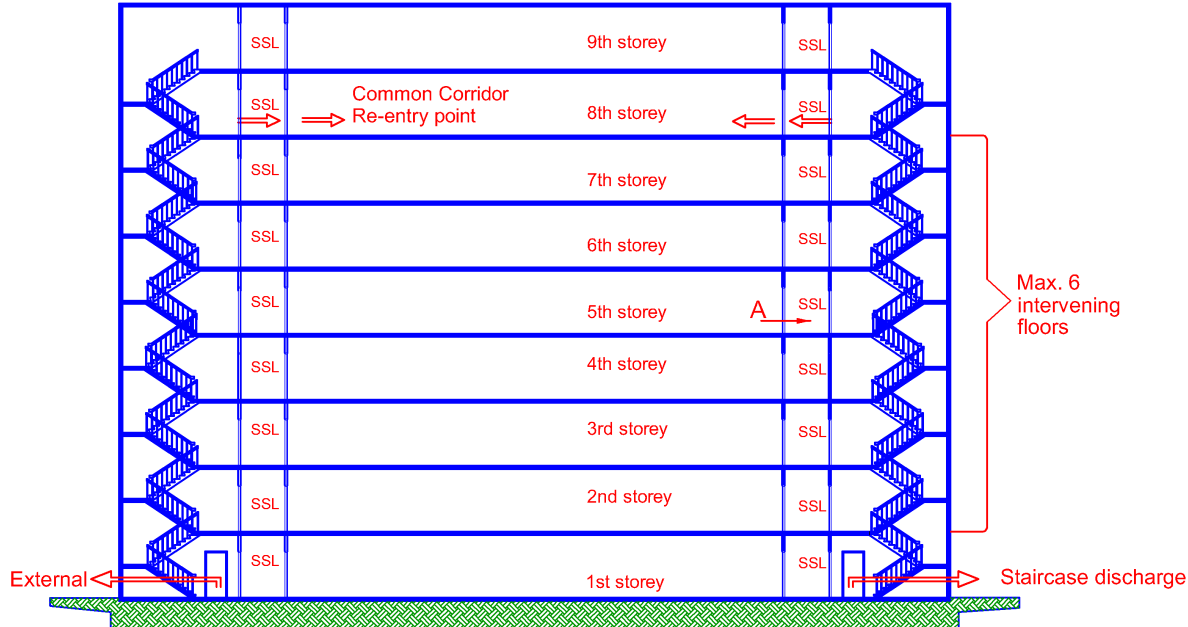 SSL 9th storey SSL
Common Corridor
Re-entry point
SSL 8th storey SSL
SSL 7th storey SSL
SSL 6th storey SSL
Max. 6
intervening
floors
SSL 5th storey A SSL
SSL 4th storey SSL
SSL 3rd storey SSL
SSL 2nd storey SSL
SSL SSL
External 1st storey Staircase discharge